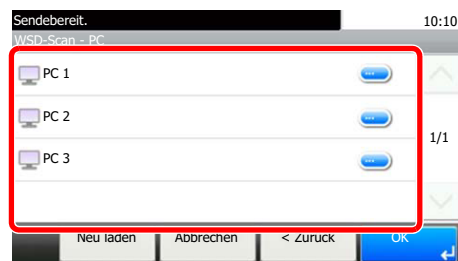 Sendebereit. 10:10
WSD-Scan - PC
PC 1
PC 2
PC 3
1/1
Neu laden Abbrechen < Zurück OK